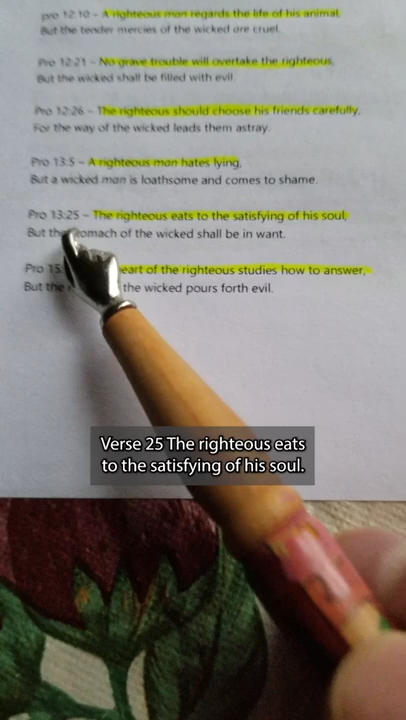 pro 12:10 – A righteous man regards the life of his animal,
But the tender mercies of the wicked are cruel.
Pro 12:21 – No grave trouble will overtake the righteous,
But the wicked shall be filled with evil.
Pro 12:26 – The righteous should choose his friends carefully,
For the way of the wicked leads them astray.
Pro 13:5 – A righteous man hates lying,
But a wicked man is loathsome and comes to shame.
Pro 13:25 – The righteous eats to the satisfying of his soul,
But the stomach of the wicked shall be in want.
Pro 15: eart of the righteous studies how to answer,
But the the wicked pours forth evil.
Verse 25 The righteous eats
to the satisfying of his soul.